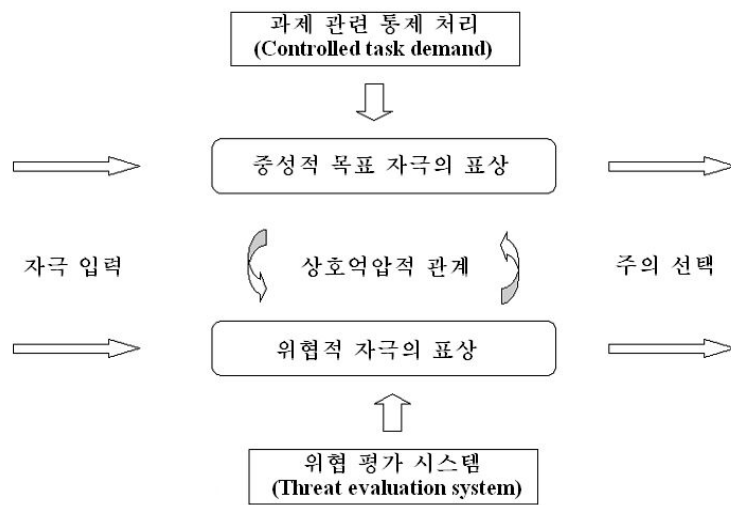 과제 관련 통제 처리
(Controlled task demand)
중성적 목표 자극의 표상
자극 입력
상호억압적 관계
주의 선택
위협적 자극의 표상
위협 평가 시스템
(Threat evaluation system)